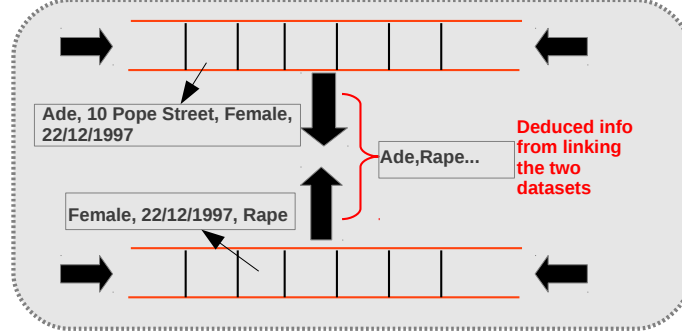 Ade, 10 Pope Street, Female,
22/12/1997
Deduced info
from linking
the two
datasets
Ade,Rape...
Female, 22/12/1997, Rape